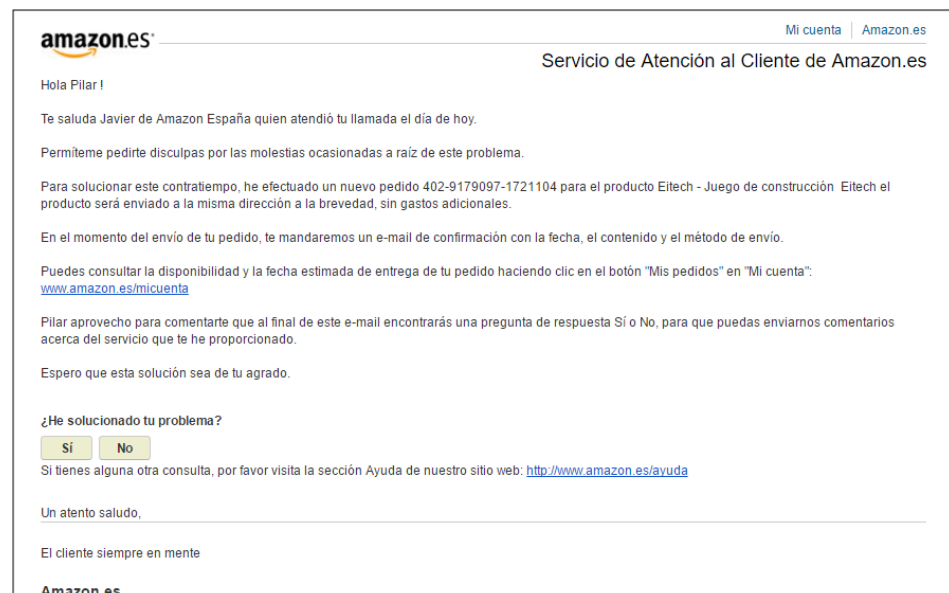 amazon.es
Mi cuenta | Amazon.es
Servicio de Atención al Cliente de Amazon.es
Hola Pilar !
Te saluda Javier de Amazon España quien atendió tu llamada el día de hoy.
Permíteme pedirte disculpas por las molestias ocasionadas a raíz de este problema.
Para solucionar este contratiempo, he efectuado un nuevo pedido 402-9179097-1721104 para el producto Eitech - Juego de construcción Eitech el
producto será enviado a la misma dirección a la brevedad, sin gastos adicionales.
En el momento del envío de tu pedido, te mandaremos un e-mail de confirmación con la fecha, el contenido y el método de envío.
Puedes consultar la disponibilidad y la fecha estimada de entrega de tu pedido haciendo clic en el botón "Mis pedidos" en "Mi cuenta":
www.amazon.es/micuenta
Pilar aprovecho para comentarte que al final de este e-mail encontrarás una pregunta de respuesta Sí o No, para que puedas enviarnos comentarios
acerca del servicio que te he proporcionado.
Espero que esta solución sea de tu agrado.
¿He solucionado tu problema?
Sí No
Si tienes alguna otra consulta, por favor visita la sección Ayuda de nuestro sitio web: http://www.amazon.es/ayuda
Un atento saludo,
El cliente siempre en mente
Amazon.es